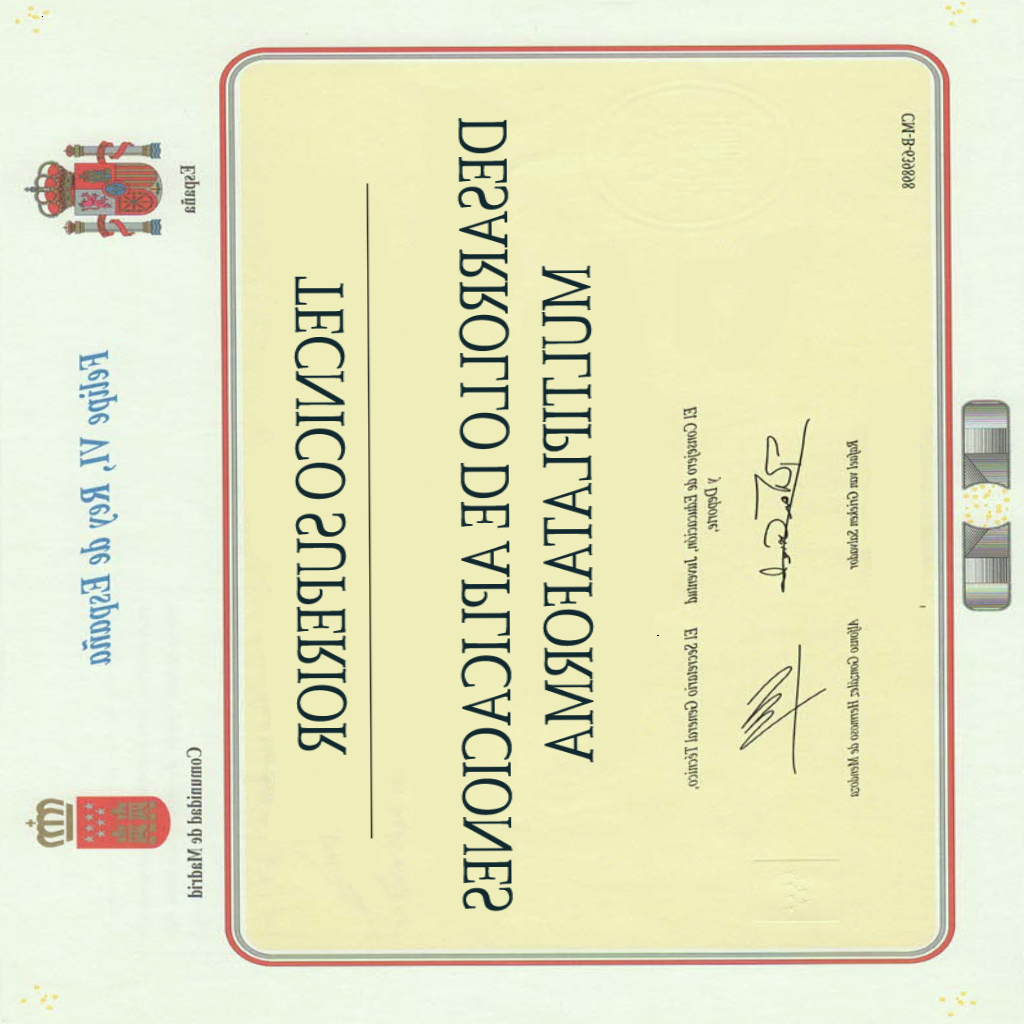 España
Comunidad de Madrid
Felipe VI, Rey de España
TECNICO SUPERIOR
DESARROLLO DE APLICACIONES
MULTIPLATAFORMA
El Consejero de Educación, Juventud
y Deporte,
El Secretario General Técnico,
Rafael van Grieken Salvador
Alfonso González Hermoso de Mendoza
CM-B-939898